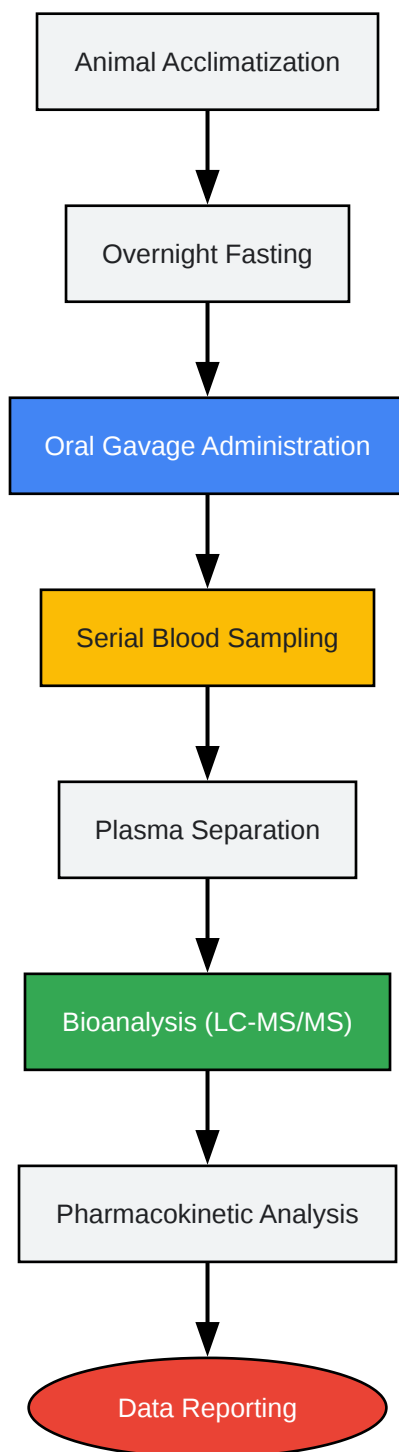 Animal Acclimatization
Overnight Fasting
Oral Gavage Administration
Serial Blood Sampling
Plasma Separation
Bioanalysis (LC-MS/MS)
Pharmacokinetic Analysis
Data Reporting